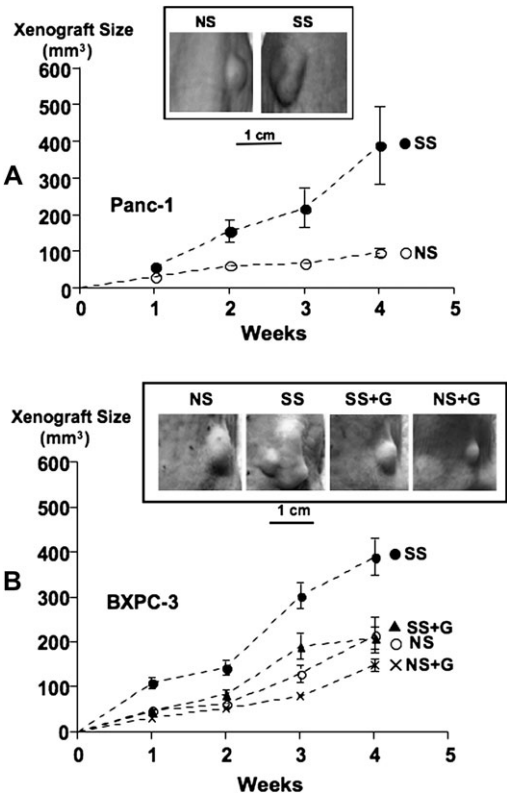 Xenograft Size
(mm³)
NS SS
1 cm
600
500
400
300
200
100
0
A
Panc-1
SS
NS
0 1 2 3 4 5
Weeks
NS SS SS+G NS+G
Xenograft Size
(mm³)
1 cm
600
500
400
300
200
100
0
B
BXPC-3
SS
SS+G
NS
NS+G
0 1 2 3 4 5
Weeks